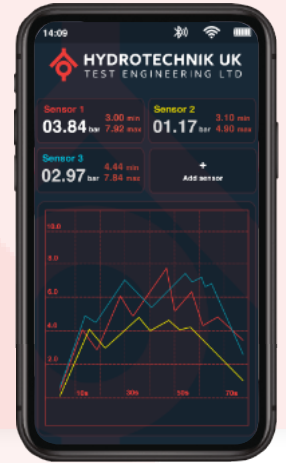 14:09
HYDROTECHNIK UK
TEST ENGINEERING LTD
Sensor 1
3.00 min
03.84 bar 7.92 max
Sensor 2
3.10 min
01.17 bar 4.90 max
Sensor 3
4.44 min
02.97 bar 7.84 max
+
Add sensor
10.0
8.0
6.0
4.0
2.0
10s
30s
50s
70s